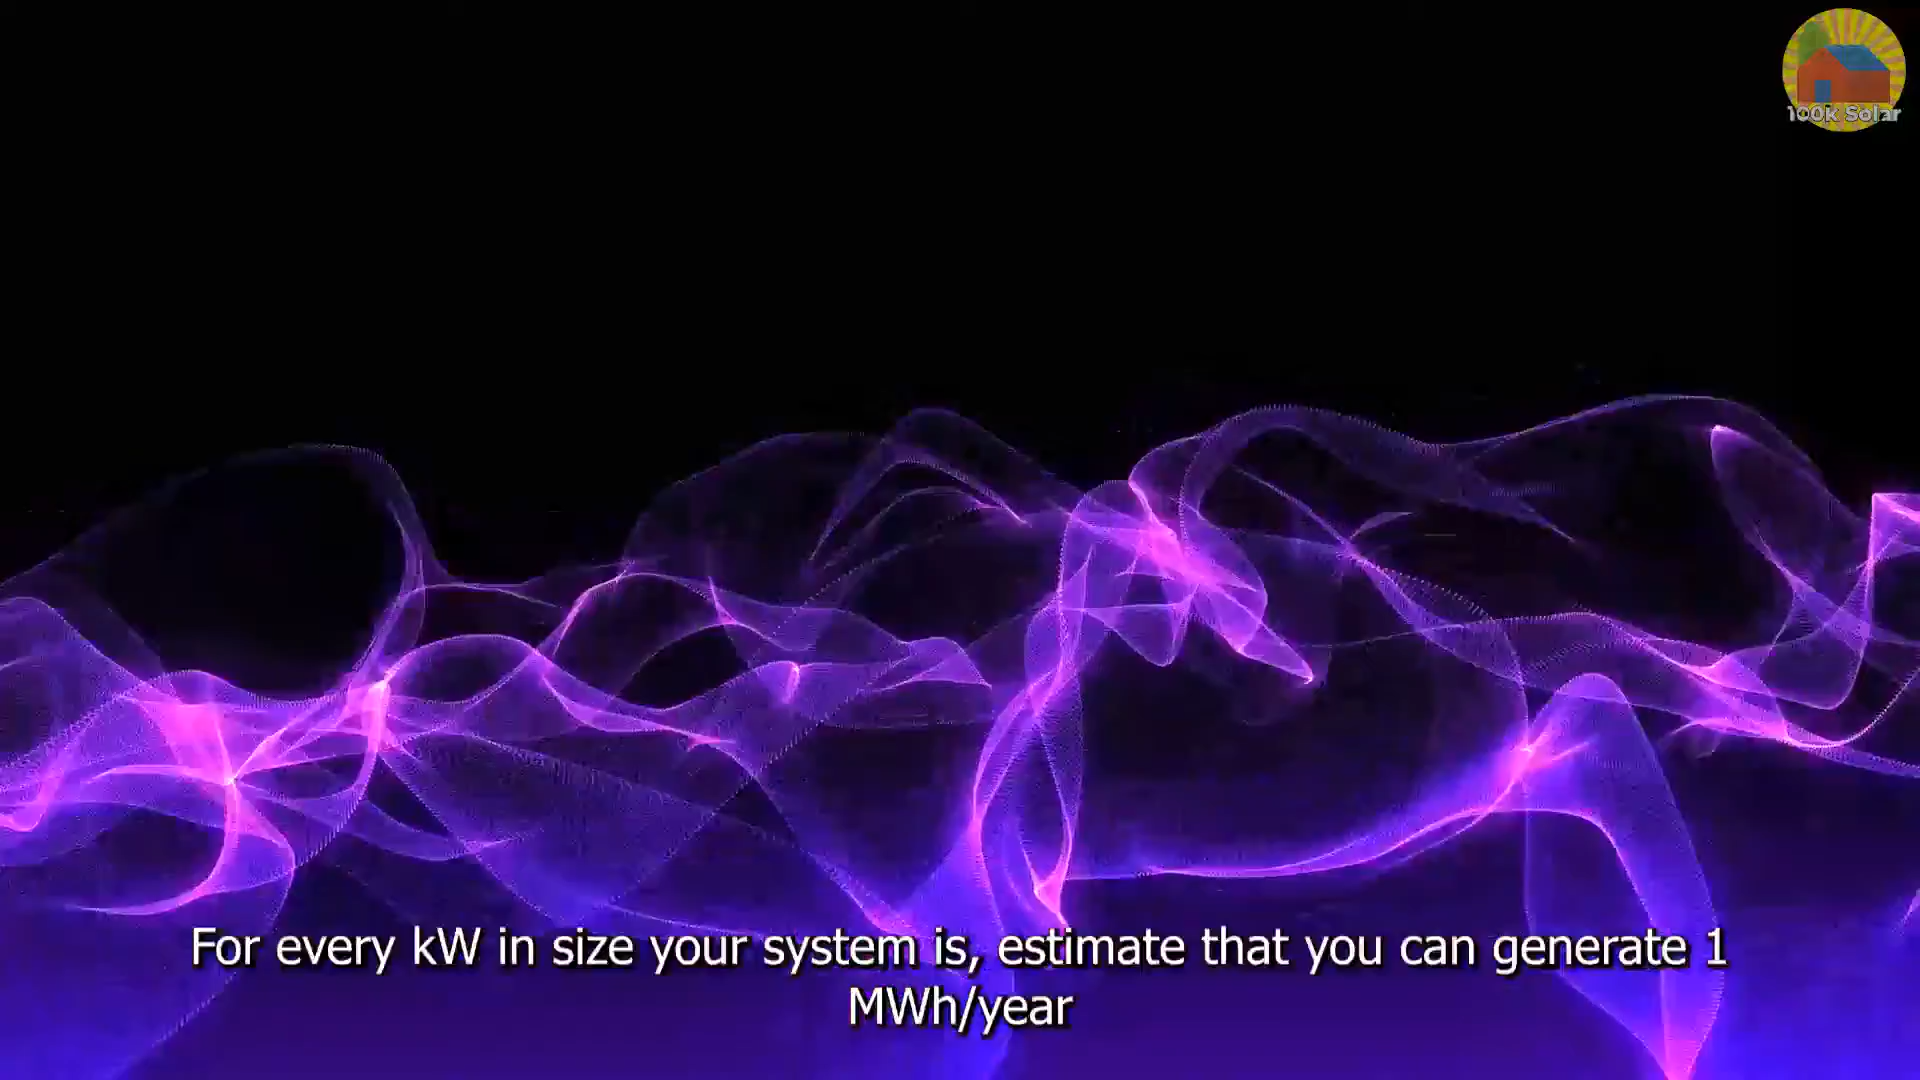 100k Solar
For every kW in size your system is, estimate that you can generate 1
MWh/year